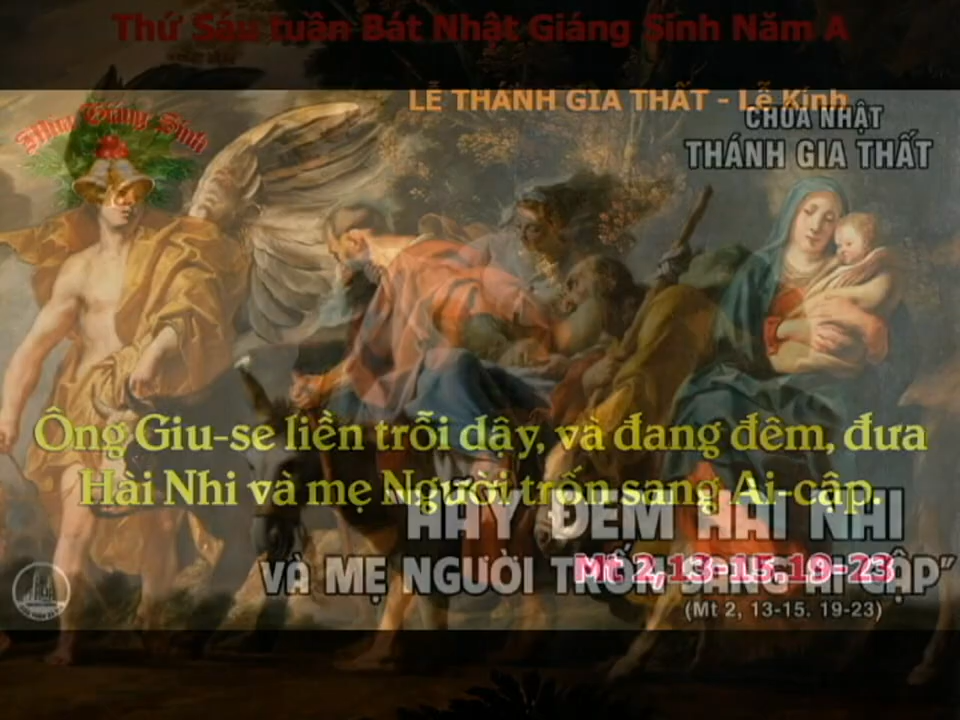 Thứ Sáu tuần Bát Nhật Giáng Sinh Năm A
LỄ THÁNH GIA THẤT - Lễ Kính
CHÚA NHẬT
THÁNH GIA THẤT
Mừng Giáng Sinh
Ông Giu-se liền trỗi dậy, và đang đêm, đưa
Hài Nhi và mẹ Người trốn sang Ai-cập.
HÃY ĐEM HÀI NHI
VÀ MẸ NGƯỜI TRỐN SANG AI CẬP”
Mt 2, 13-15.19-23
(Mt 2, 13-15. 19-23)